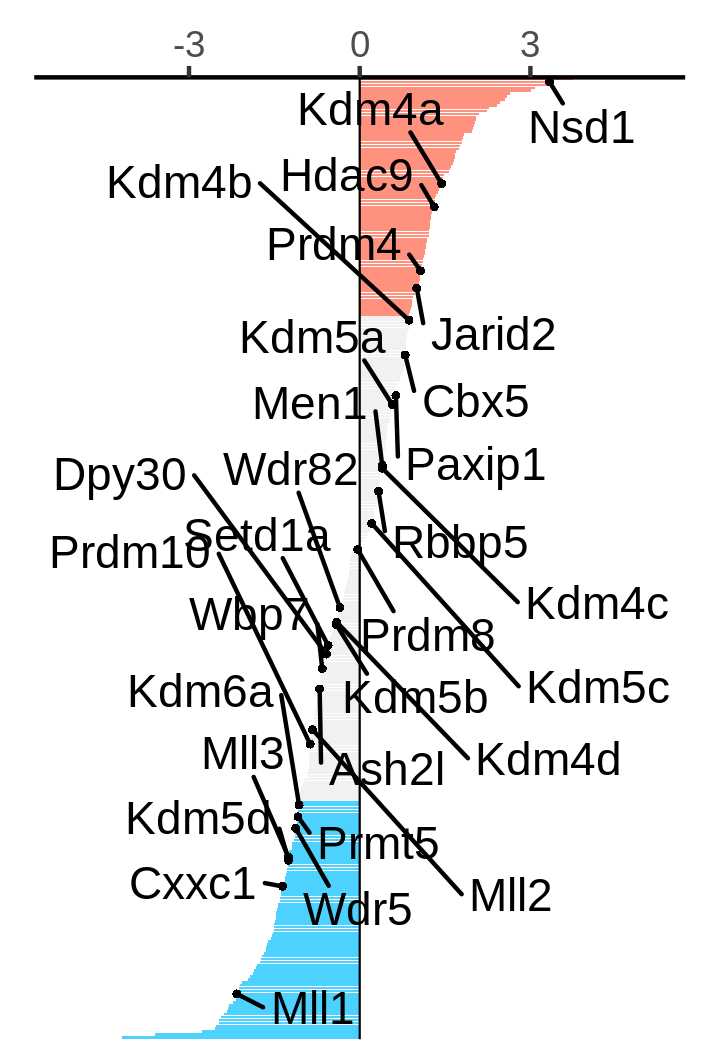 -3 0 3
Kdm4a
Nsd1
Hdac9
Kdm4b
Prdm4
Jarid2
Kdm5a
Cbx5
Men1
Paxip1
Wdr82
Dpy30
Setd1a
Rbbp5
Prdm10
Kdm4c
Wbp7
Prdm8
Kdm5c
Kdm6a
Kdm5b
Mll3
Kdm4d
Ash2l
Kdm5d
Prmt5
Cxxc1
Mll2
Wdr5
Mll1